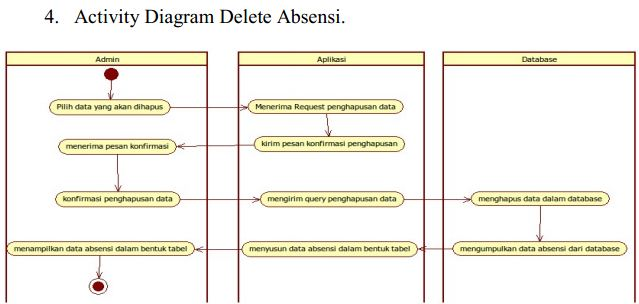 4. Activity Diagram Delete Absensi.
Admin
Aplikasi
Database
Pilih data yang akan dihapus
Menerima Request penghapusan data
menerima pesan konfirmasi
kirim pesan konfirmasi penghapusan
konfirmasi penghapusan data
mengirim query penghapusan data
menghapus data dalam database
menampilkan data absensi dalam bentuk tabel
menyusun data absensi dalam bentuk tabel
mengumpulkan data absensi dari database